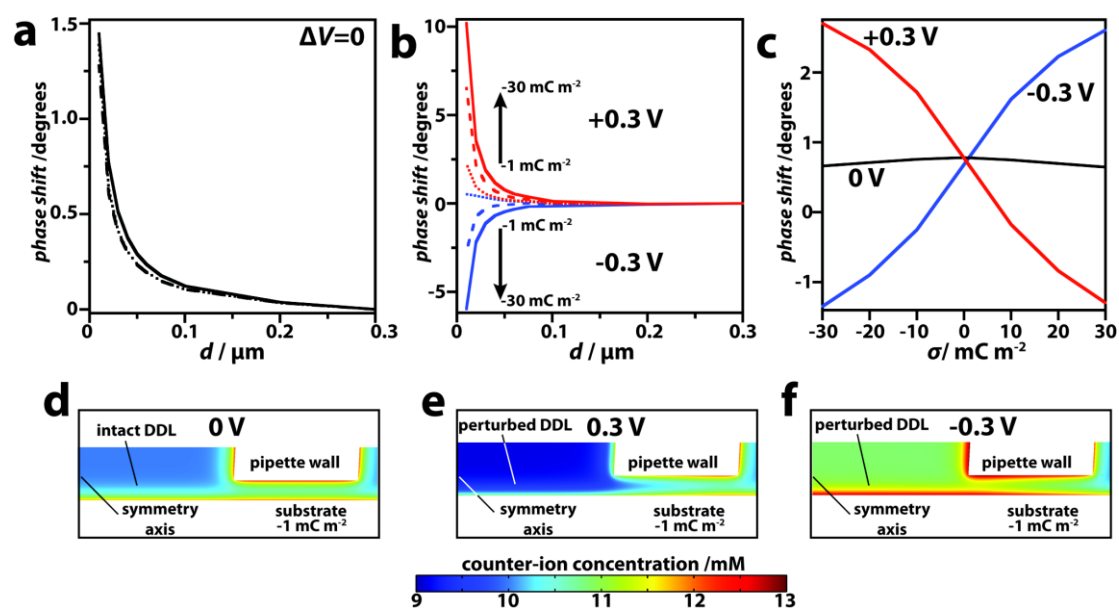 a
ΔV=0
1.5
1.0
0.5
0
phase shift /degrees
0
0.1
0.2
0.3
d / μm
b
10
5
0
-5
phase shift /degrees
-30 mC m⁻²
+0.3 V
-1 mC m⁻²
-1 mC m⁻²
-0.3 V
-30 mC m⁻²
0
0.1
0.2
0.3
d / μm
c
+0.3 V
-0.3 V
0 V
2
1
0
-1
phase shift /degrees
-30
-20
-10
0
10
20
30
σ/ mC m⁻²
d
0 V
intact DDL
pipette wall
symmetry
axis
substrate
-1 mC m⁻²
e
0.3 V
perturbed DDL
pipette wall
symmetry
axis
substrate
-1 mC m⁻²
f
-0.3 V
perturbed DDL
pipette wall
symmetry
axis
substrate
-1 mC m⁻²
counter-ion concentration /mM
9
10
11
12
13